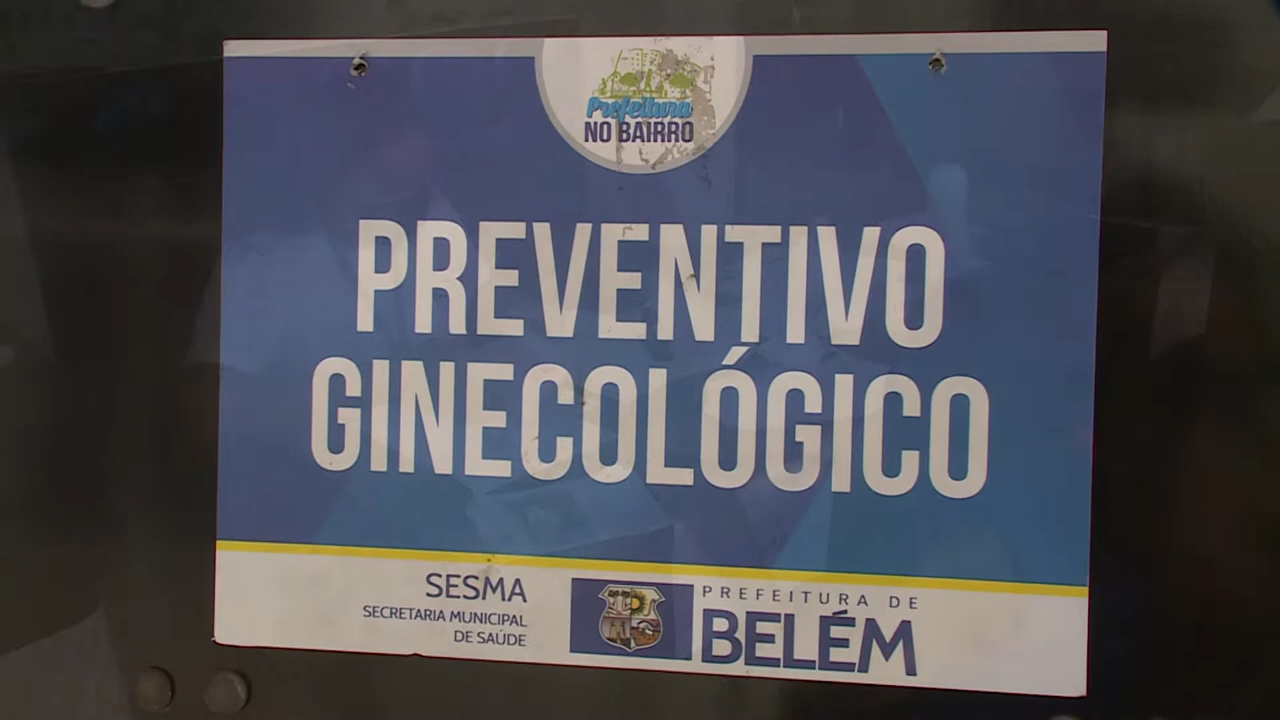 Prefeitura
NO BAIRRO
PREVENTIVO
GINECOLÓGICO
SESMA
SECRETARIA MUNICIPAL
DE SAÚDE
PREFEITURA DE
BELÉM